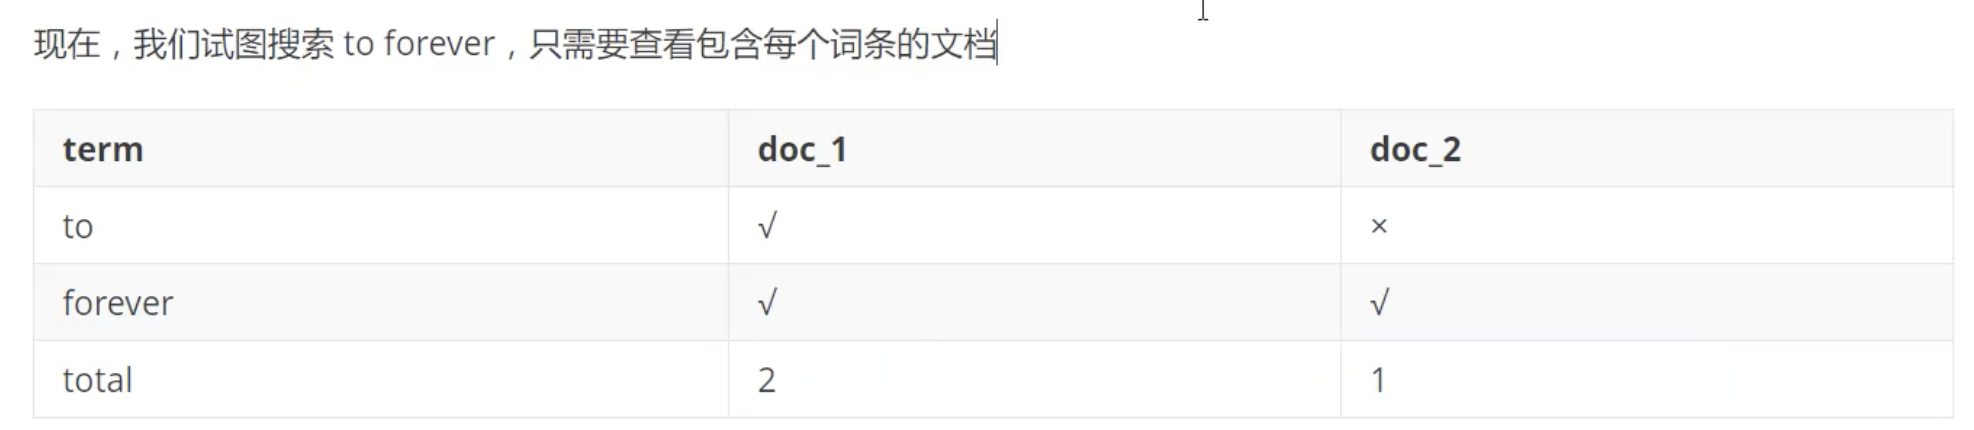 现在，我们试图搜索 to forever，只需要查看包含每个词条的文档
term doc_1 doc_2
to √ ×
forever √ √
total 2 1